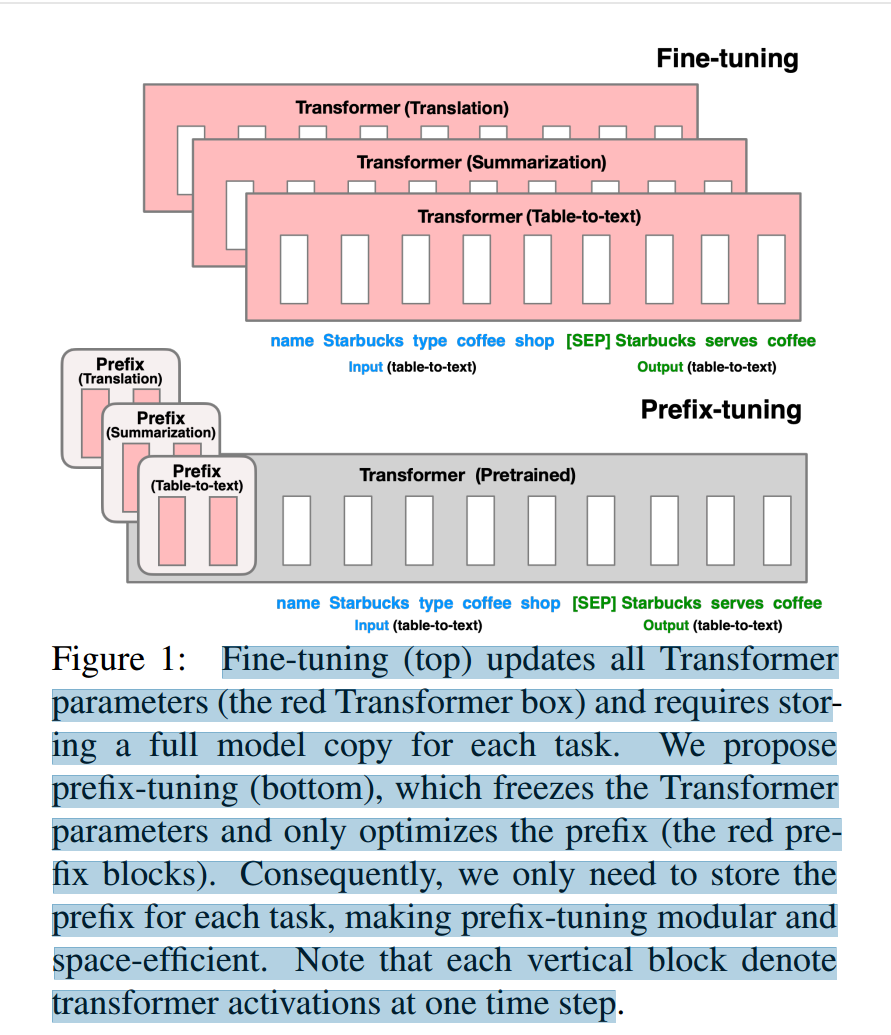 Fine-tuning
Transformer (Translation)
Transformer (Summarization)
Transformer (Table-to-text)
name Starbucks type coffee shop [SEP] Starbucks serves coffee
Input (table-to-text) Output (table-to-text)
Prefix-tuning
Prefix
(Translation)
Prefix
(Summarization)
Prefix
(Table-to-text)
Transformer (Pretrained)
name Starbucks type coffee shop [SEP] Starbucks serves coffee
Input (table-to-text) Output (table-to-text)
Figure 1: Fine-tuning (top) updates all Transformer
parameters (the red Transformer box) and requires stor-
ing a full model copy for each task. We propose
prefix-tuning (bottom), which freezes the Transformer
parameters and only optimizes the prefix (the red pre-
fix blocks). Consequently, we only need to store the
prefix for each task, making prefix-tuning modular and
space-efficient. Note that each vertical block denote
transformer activations at one time step.